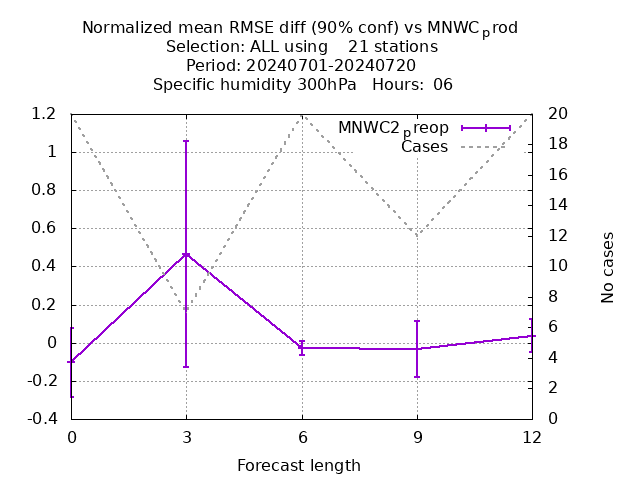 Normalized mean RMSE diff (90% conf) vs MNWCprod
Selection: ALL using    21 stations
Period: 20240701-20240720
Specific humidity 300hPa   Hours:  06
MNWC2preop
Cases
1.2
1
0.8
0.6
0.4
0.2
0
-0.2
-0.4
20
18
16
14
12
10
8
6
4
2
0
No cases
0 3 6 9 12
Forecast length